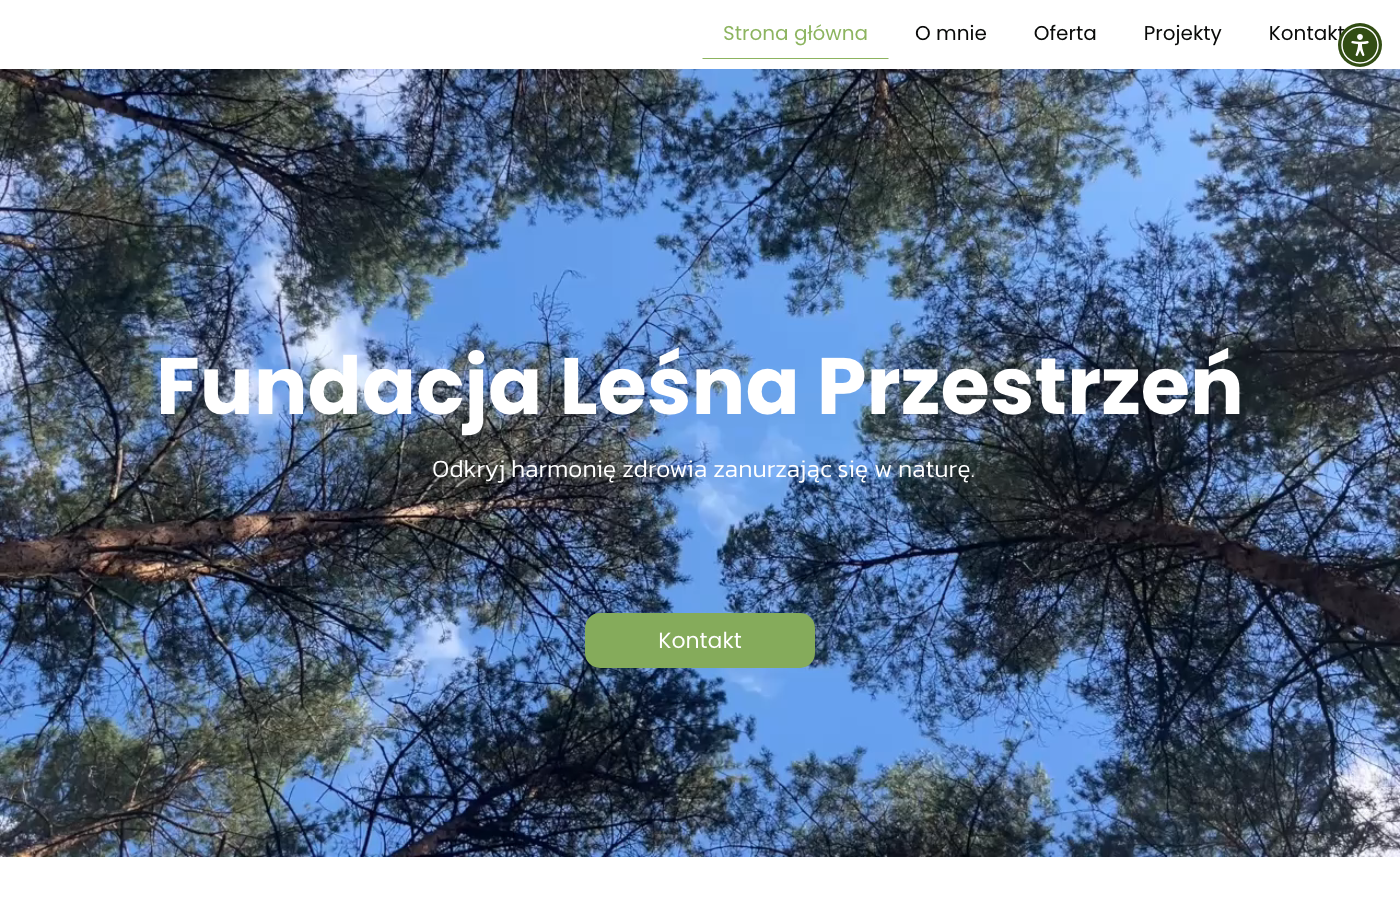 Strona główna O mnie Oferta Projekty Kontakt
Fundacja Leśna Przestrzeń
Odkryj harmonię zdrowia zanurzając się w naturę.
Kontakt